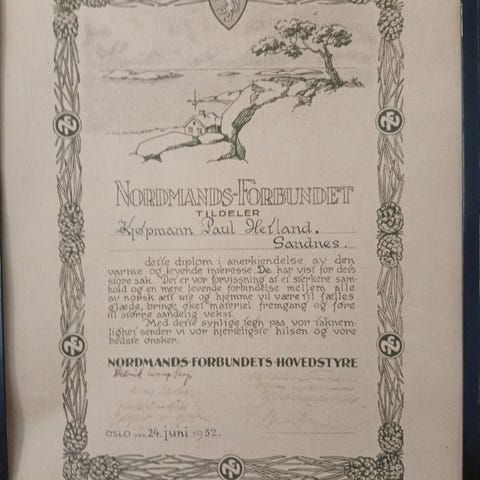 NORDMANDS-FORBUNDET
TILDELER
Kjøpmann Paul Hetland.
Sandnes.
dette diplom i anerkjendelse av den
varme og levende interesse De har vist for dets
store sak. Det er vor forvissning at et sterkere sam-
hold og en mere levende forbindelse mellem alle
av norsk ætt ute og hjemme vil være til fælles
glæde, bringe øket materiel fremgang og føre
til større aandelig vekst.
Med dette synlige tegn paa vor taknem-
lighet sender vi vor hjerteligste hilsen og vore
bedste ønsker.
NORDMANDS-FORBUNDETS-HOVEDSTYRE
OSLO den 24. juni 1952.